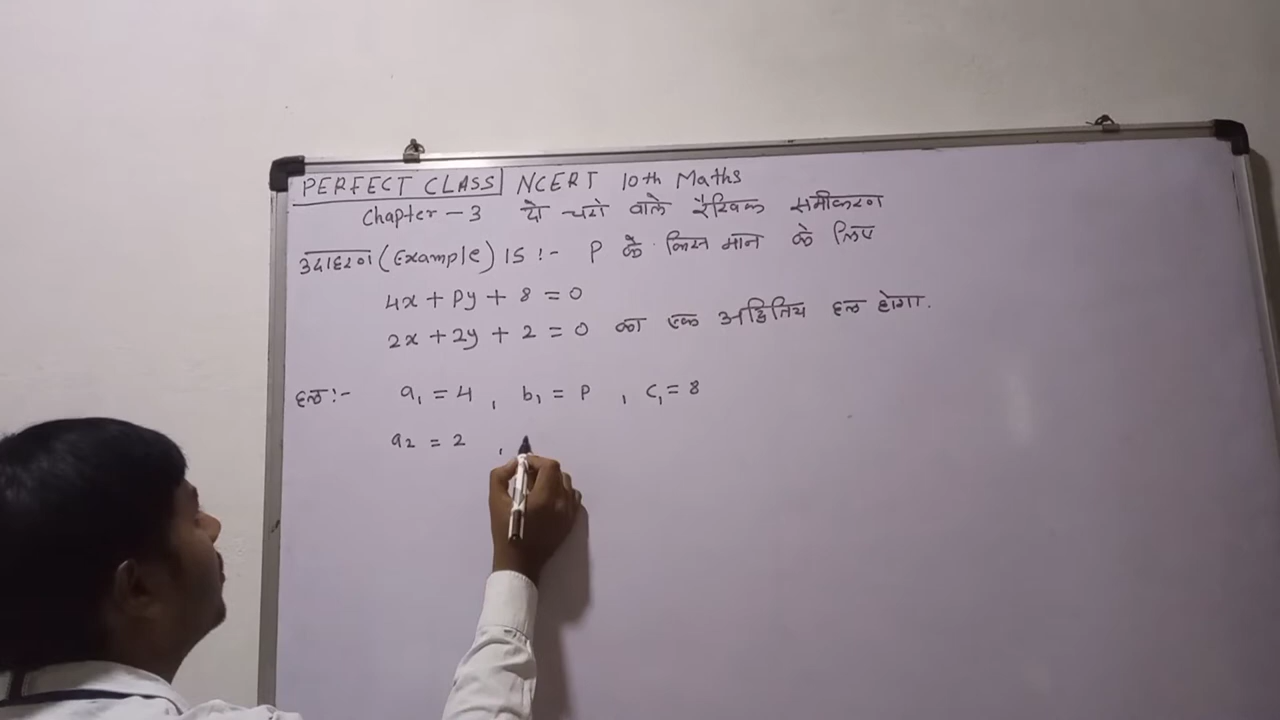 PERFECT CLASS NCERT 10th Maths
Chapter - 3 दो चरो वाले रैखिक समीकरण
उदाहरण (Example) 15 :- P के किस मान के लिए
4x + py + 8 = 0
2x + 2y + 2 = 0 का एक अद्वितिय हल होगा.
हल :- a₁ = 4 , b₁ = P , c₁ = 8
a₂ = 2 ,